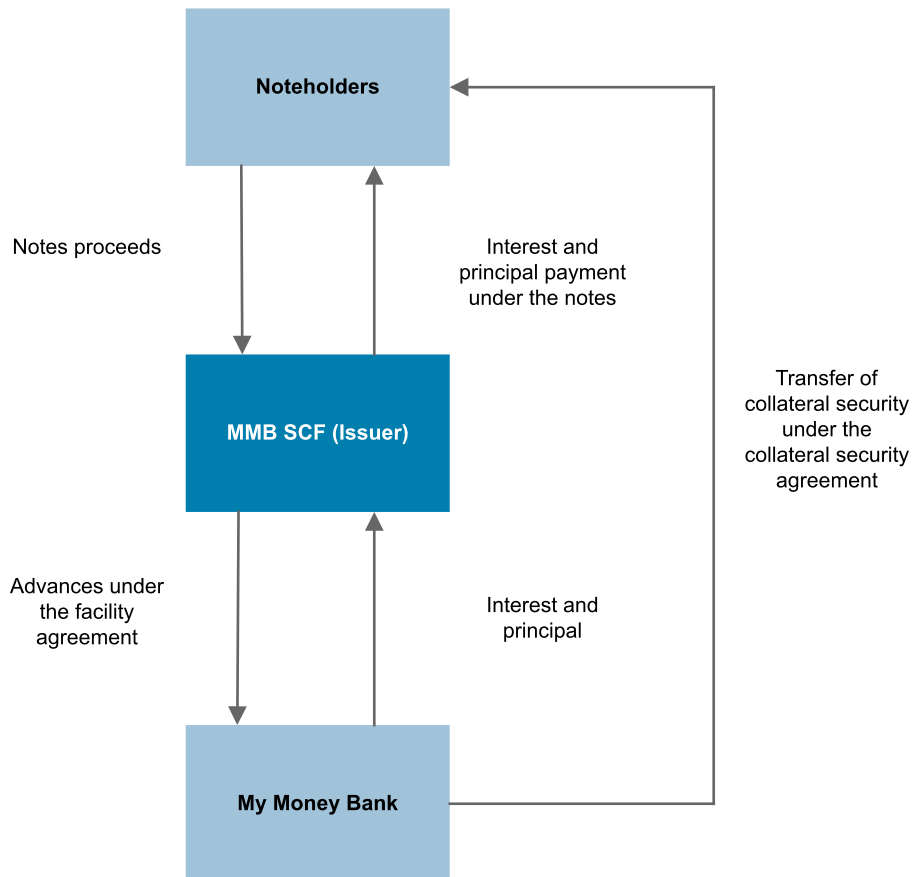 Noteholders
Notes proceeds
Interest and
principal payment
under the notes
MMB SCF (Issuer)
Transfer of
collateral security
under the
collateral security
agreement
Advances under
the facility
agreement
Interest and
principal
My Money Bank